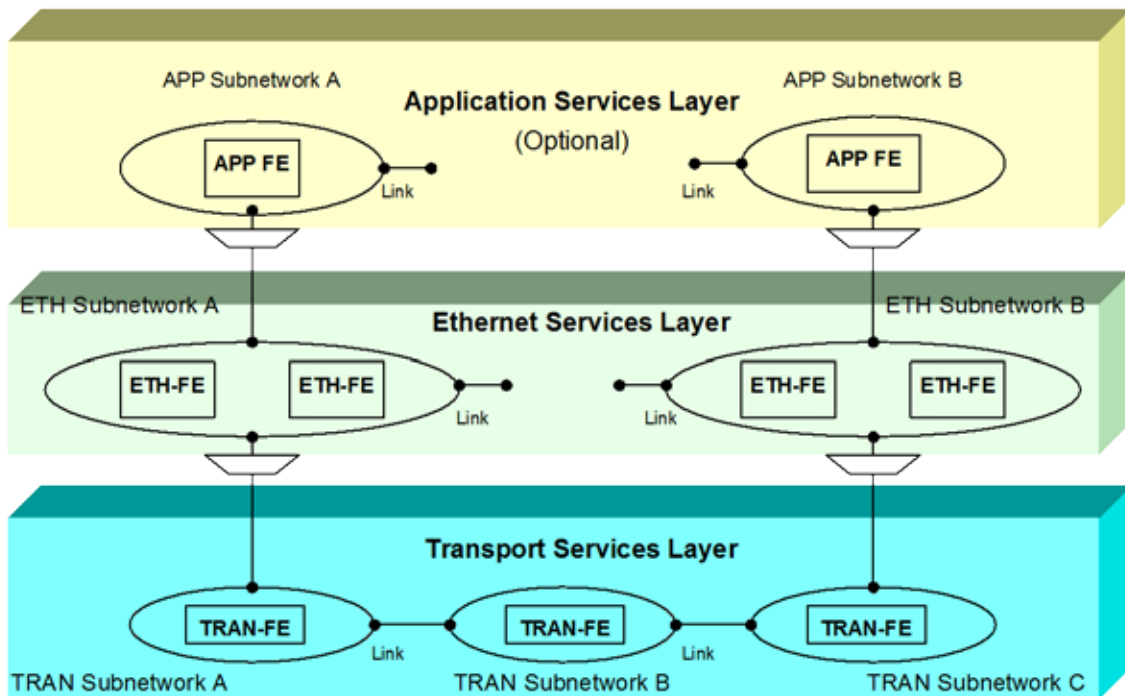 APP Subnetwork A
APP Subnetwork B
Application Services Layer
(Optional)
APP FE
APP FE
Link
Link
ETH Subnetwork A
ETH Subnetwork B
Ethernet Services Layer
ETH-FE
ETH-FE
ETH-FE
ETH-FE
Link
Link
Transport Services Layer
TRAN-FE
TRAN-FE
TRAN-FE
Link
Link
TRAN Subnetwork A
TRAN Subnetwork B
TRAN Subnetwork C